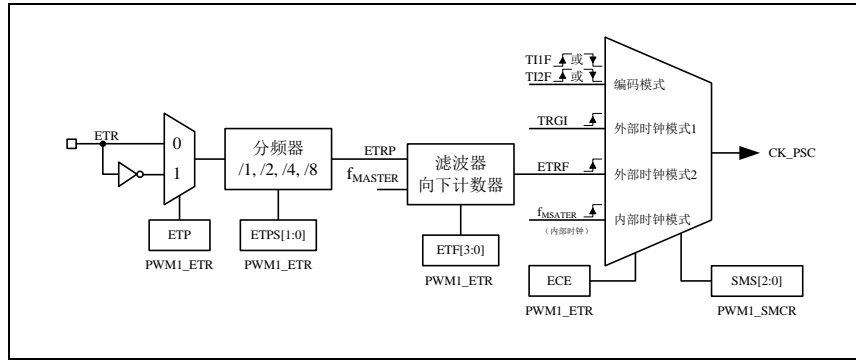 TI1F 或
TI2F 或
编码模式
TRGI
外部时钟模式1
ETR
0
1
分频器
/1, /2, /4, /8
ETRP
fMASTER
滤波器
向下计数器
ETRF
外部时钟模式2
CK_PSC
fMSATER
(内部时钟)
内部时钟模式
ETP
PWM1_ETR
ETPS[1:0]
PWM1_ETR
ETF[3:0]
PWM1_ETR
ECE
PWM1_ETR
SMS[2:0]
PWM1_SMCR